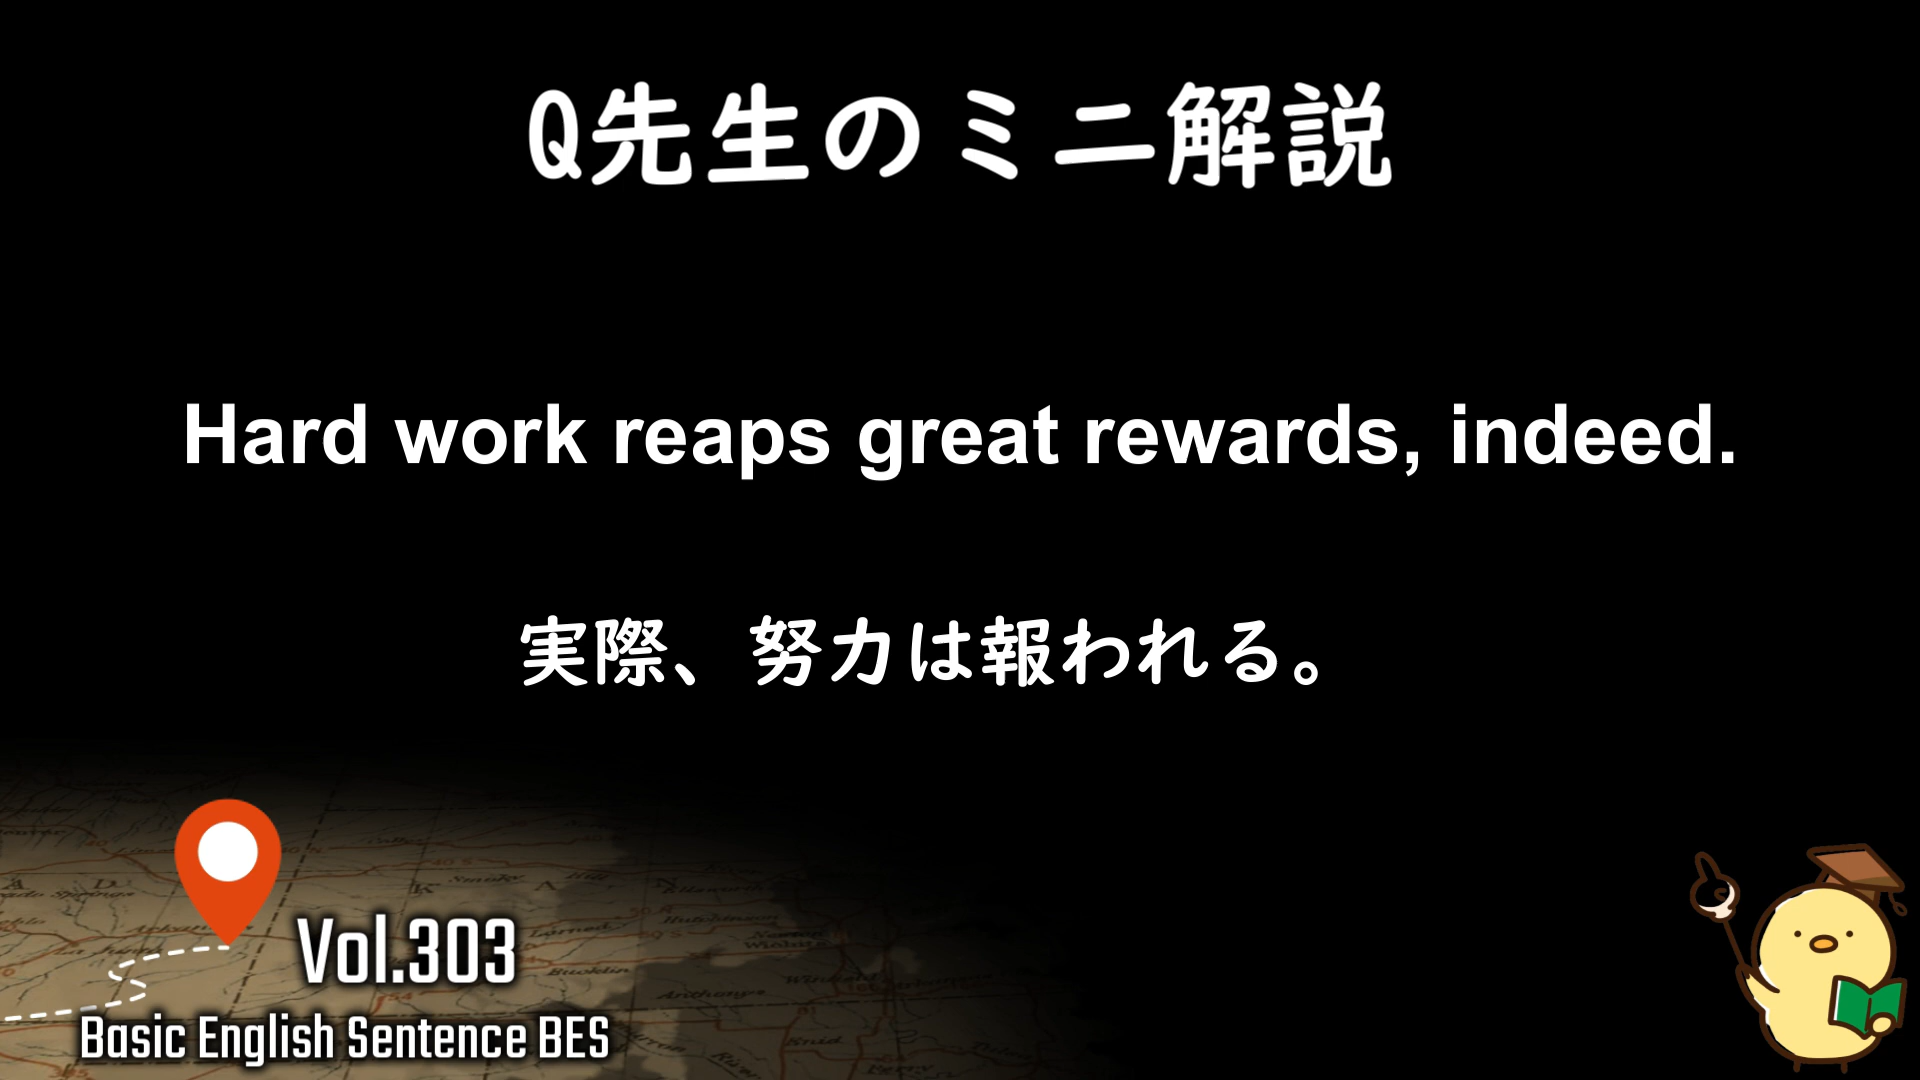 Q先生のミニ解説
Hard work reaps great rewards, indeed.
実際、努力は報われる。
Vol.303
Basic English Sentence BES